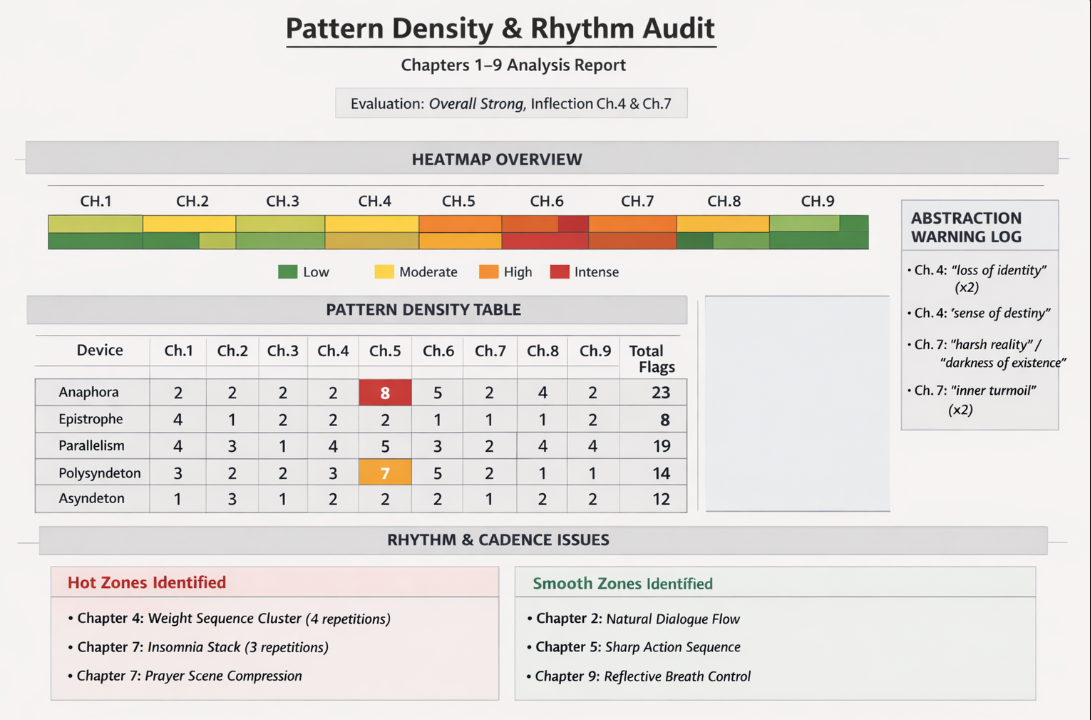 Pattern Density & Rhythm Audit
Chapters 1–9 Analysis Report
Evaluation: Overall Strong, Inflection Ch.4 & Ch.7
HEATMAP OVERVIEW
CH.1 CH.2 CH.3 CH.4 CH.5 CH.6 CH.7 CH.8 CH.9
Low Moderate High Intense
ABSTRACTION
WARNING LOG
• Ch. 4: "loss of identity"
(x2)
• Ch. 4: 'sense of destiny"
• Ch. 7: "harsh reality" /
"darkness of existence"
• Ch. 7: "inner turmoil"
(x2)
PATTERN DENSITY TABLE
Device Ch.1 Ch.2 Ch.3 Ch.4 Ch.5 Ch.6 Ch.7 Ch.8 Ch.9 Total
Flags
Anaphora 2 2 2 2 8 5 2 4 2 23
Epistrophe 4 1 2 2 2 1 1 1 2 8
Parallelism 4 3 1 4 5 3 2 4 4 19
Polysyndeton 3 2 2 3 7 5 2 1 1 14
Asyndeton 1 3 1 2 2 2 1 2 2 12
RHYTHM & CADENCE ISSUES
Hot Zones Identified
• Chapter 4: Weight Sequence Cluster (4 repetitions)
• Chapter 7: Insomnia Stack (3 repetitions)
• Chapter 7: Prayer Scene Compression
Smooth Zones Identified
• Chapter 2: Natural Dialogue Flow
• Chapter 5: Sharp Action Sequence
• Chapter 9: Reflective Breath Control